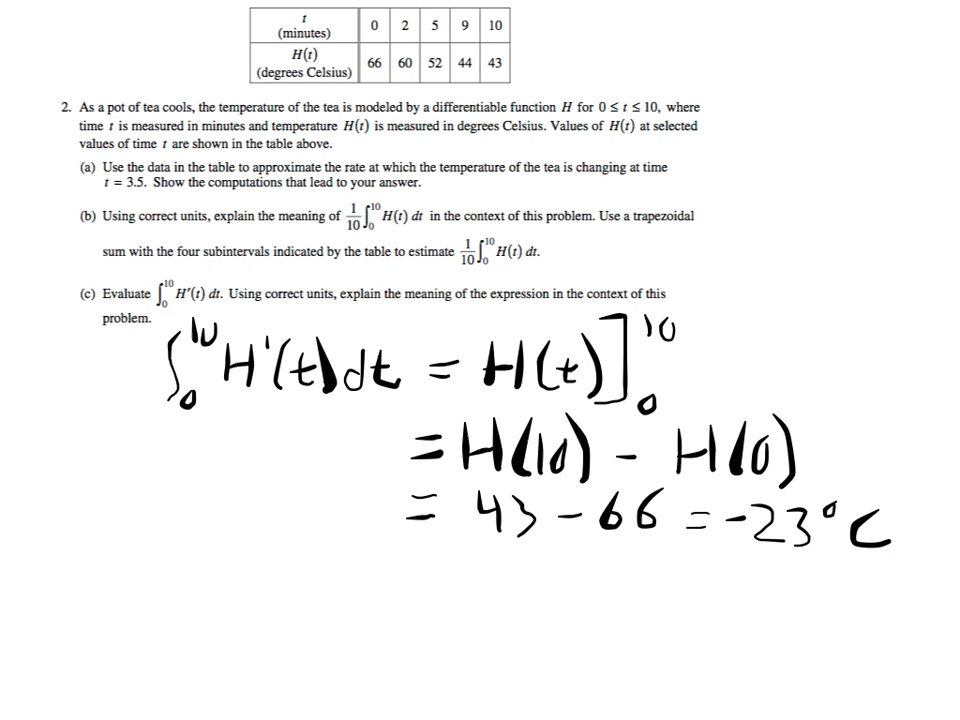 t (minutes) 0 2 5 9 10
H(t) (degrees Celsius) 66 60 52 44 43
2. As a pot of tea cools, the temperature of the tea is modeled by a differentiable function H for 0 ≤ t ≤ 10, where
time t is measured in minutes and temperature H(t) is measured in degrees Celsius. Values of H(t) at selected
values of time t are shown in the table above.
(a) Use the data in the table to approximate the rate at which the temperature of the tea is changing at time
t = 3.5. Show the computations that lead to your answer.
(b) Using correct units, explain the meaning of 1/10 ∫₀¹⁰ H(t) dt in the context of this problem. Use a trapezoidal
sum with the four subintervals indicated by the table to estimate 1/10 ∫₀¹⁰ H(t) dt.
(c) Evaluate ∫₀¹⁰ H′(t) dt. Using correct units, explain the meaning of the expression in the context of this
problem.
∫₀¹⁰ H'(t)dt = H(t)]₀¹⁰
= H(10) - H(0)
= 43 - 66 = -23°C